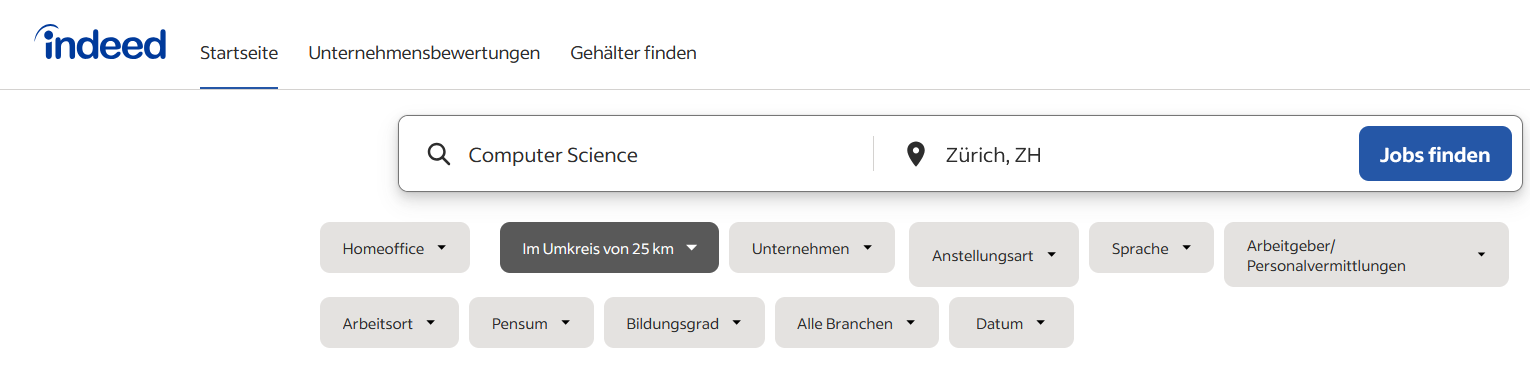 indeed
Startseite
Unternehmensbewertungen
Gehälter finden
Computer Science
Zürich, ZH
Jobs finden
Homeoffice
Im Umkreis von 25 km
Unternehmen
Anstellungsart
Sprache
Arbeitgeber/
Personalvermittlungen
Arbeitsort
Pensum
Bildungsgrad
Alle Branchen
Datum